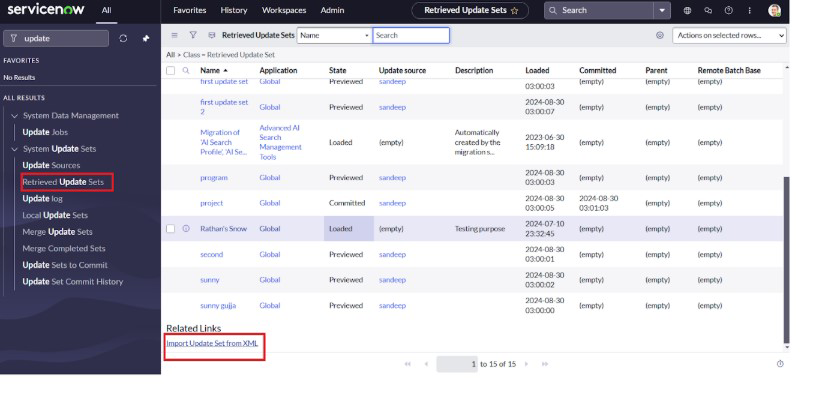 servicenow All Favorites History Workspaces Admin Retrieved Update Sets Search
update
Retrieved Update Sets Name Search Actions on selected rows...
All > Class = Retrieved Update Set
FAVORITES
No Results
ALL RESULTS
System Data Management
Update Jobs
System Update Sets
Update Sources
Retrieved Update Sets
Update log
Local Update Sets
Merge Update Sets
Merge Completed Sets
Update Sets to Commit
Update Set Commit History
Name Application State Update source Description Loaded Committed Parent Remote Batch Base
first update set Global Previewed sandeep 03:00:03 (empty) (empty) (empty)
first update set 2 Global Previewed sandeep 2024-08-30 03:00:07 (empty) (empty) (empty)
Migration of 'AI Search Profile', 'AI Se... Advanced AI Search Management Tools Loaded (empty) Automatically created by the migration s... 2023-06-30 15:09:18 (empty) (empty) (empty)
program Global Previewed sandeep 2024-08-30 03:00:03 (empty) (empty) (empty)
project Global Committed sandeep 2024-08-30 03:00:05 2024-08-30 03:01:03 (empty) (empty)
Rathan's Snow Global Loaded (empty) Testing purpose 2024-07-10 23:32:45 (empty) (empty) (empty)
second Global Previewed sandeep 2024-08-30 03:00:01 (empty) (empty) (empty)
sunny Global Previewed sandeep 2024-08-30 03:00:02 (empty) (empty) (empty)
sunny gujja Global Previewed sandeep 2024-08-30 03:00:00 (empty) (empty) (empty)
Related Links
Import Update Set from XML
1 to 15 of 15